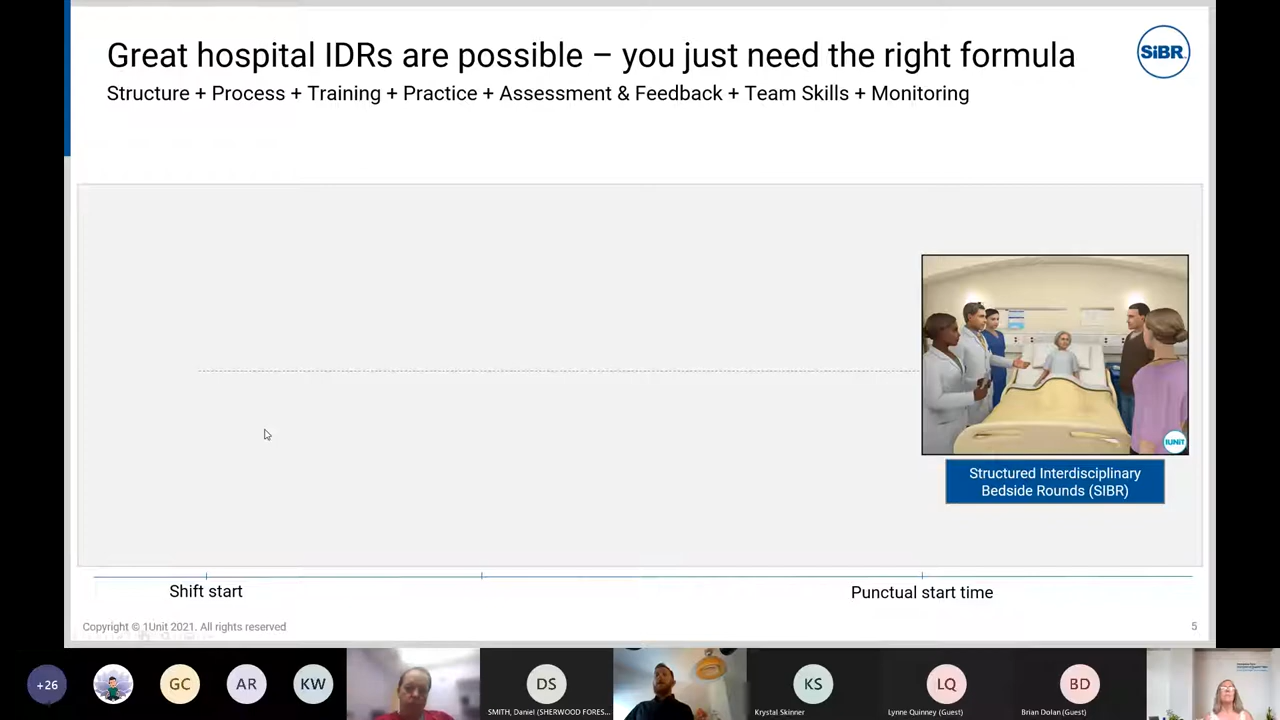 Great hospital IDRs are possible – you just need the right formula
SiBR
Structure + Process + Training + Practice + Assessment & Feedback + Team Skills + Monitoring
1UNiT
Structured Interdisciplinary
Bedside Rounds (SIBR)
Shift start
Punctual start time
Copyright © 1Unit 2021. All rights reserved
5
+26
GC
AR
KW
DS
KS
LQ
BD
SMITH, Daniel (SHERWOOD FORES...
Krystal Skinner
Lynne Quinney (Guest)
Brian Dolan (Guest)